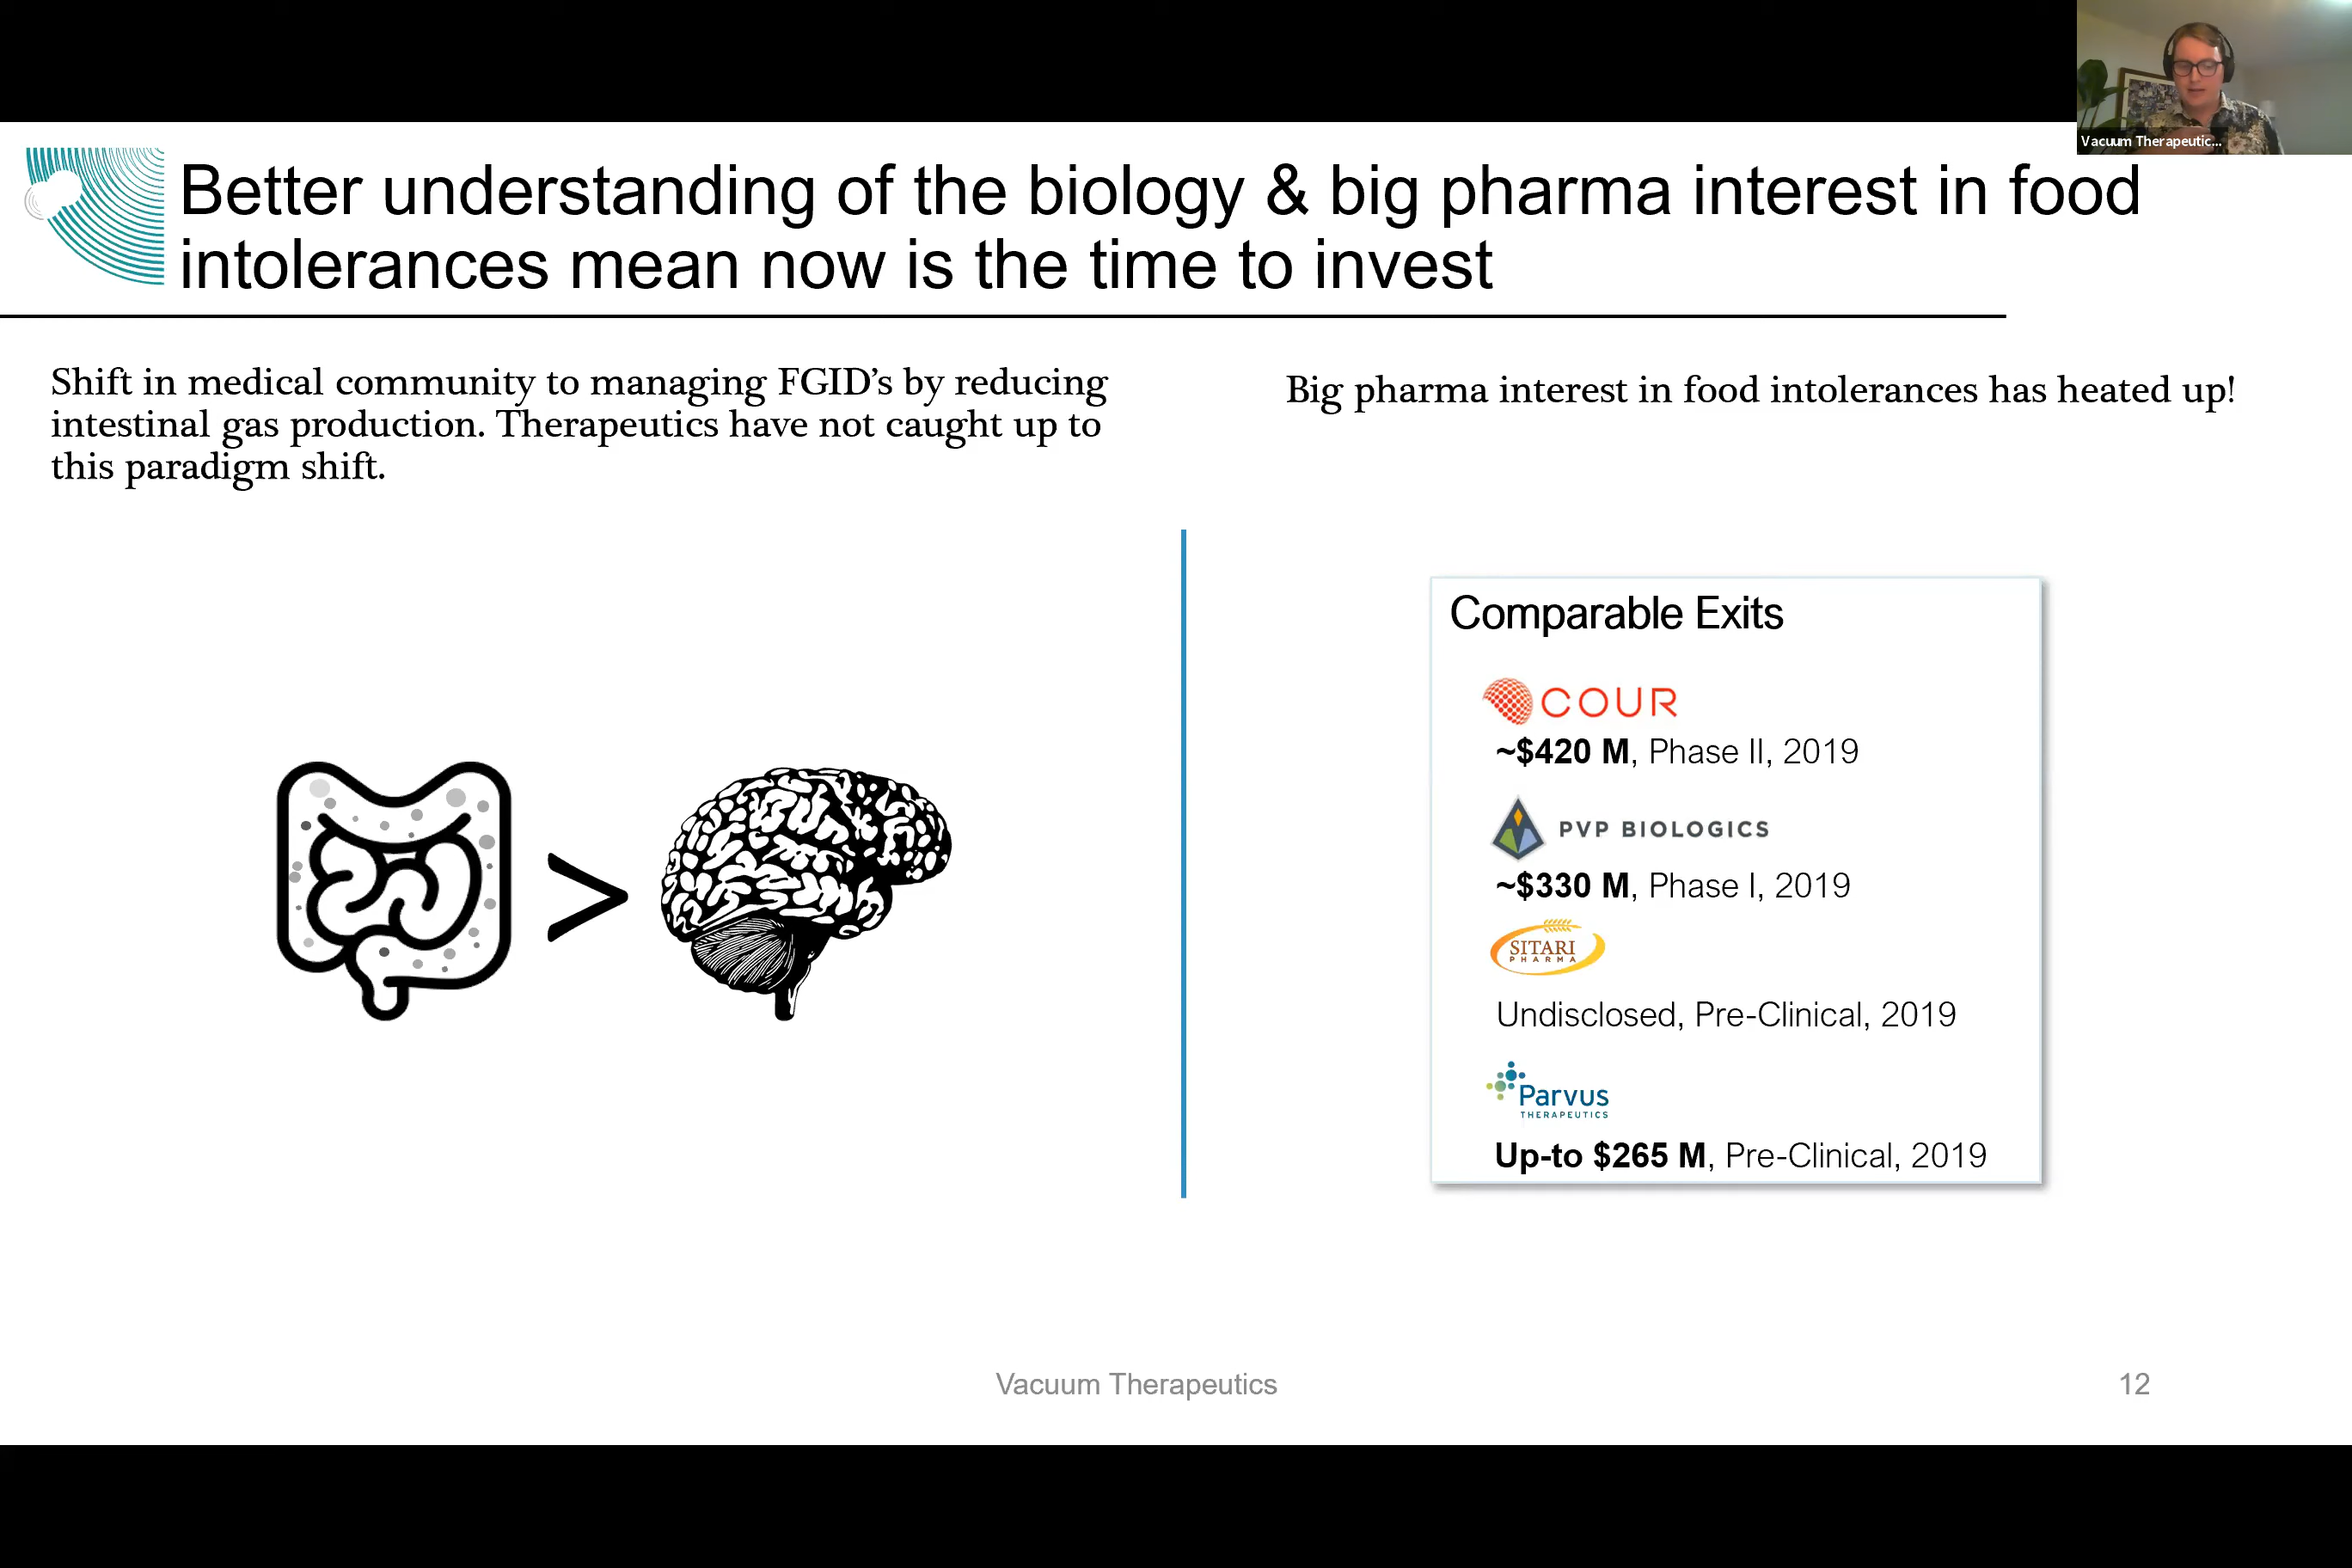 Vacuum Therapeutic...
Better understanding of the biology & big pharma interest in food
intolerances mean now is the time to invest
Shift in medical community to managing FGID’s by reducing
intestinal gas production. Therapeutics have not caught up to
this paradigm shift.
>
Big pharma interest in food intolerances has heated up!
Comparable Exits
COUR
~$420 M, Phase II, 2019
PVP BIOLOGICS
~$330 M, Phase I, 2019
SITARI
PHARMA
Undisclosed, Pre-Clinical, 2019
Parvus
THERAPEUTICS
Up-to $265 M, Pre-Clinical, 2019
Vacuum Therapeutics
12